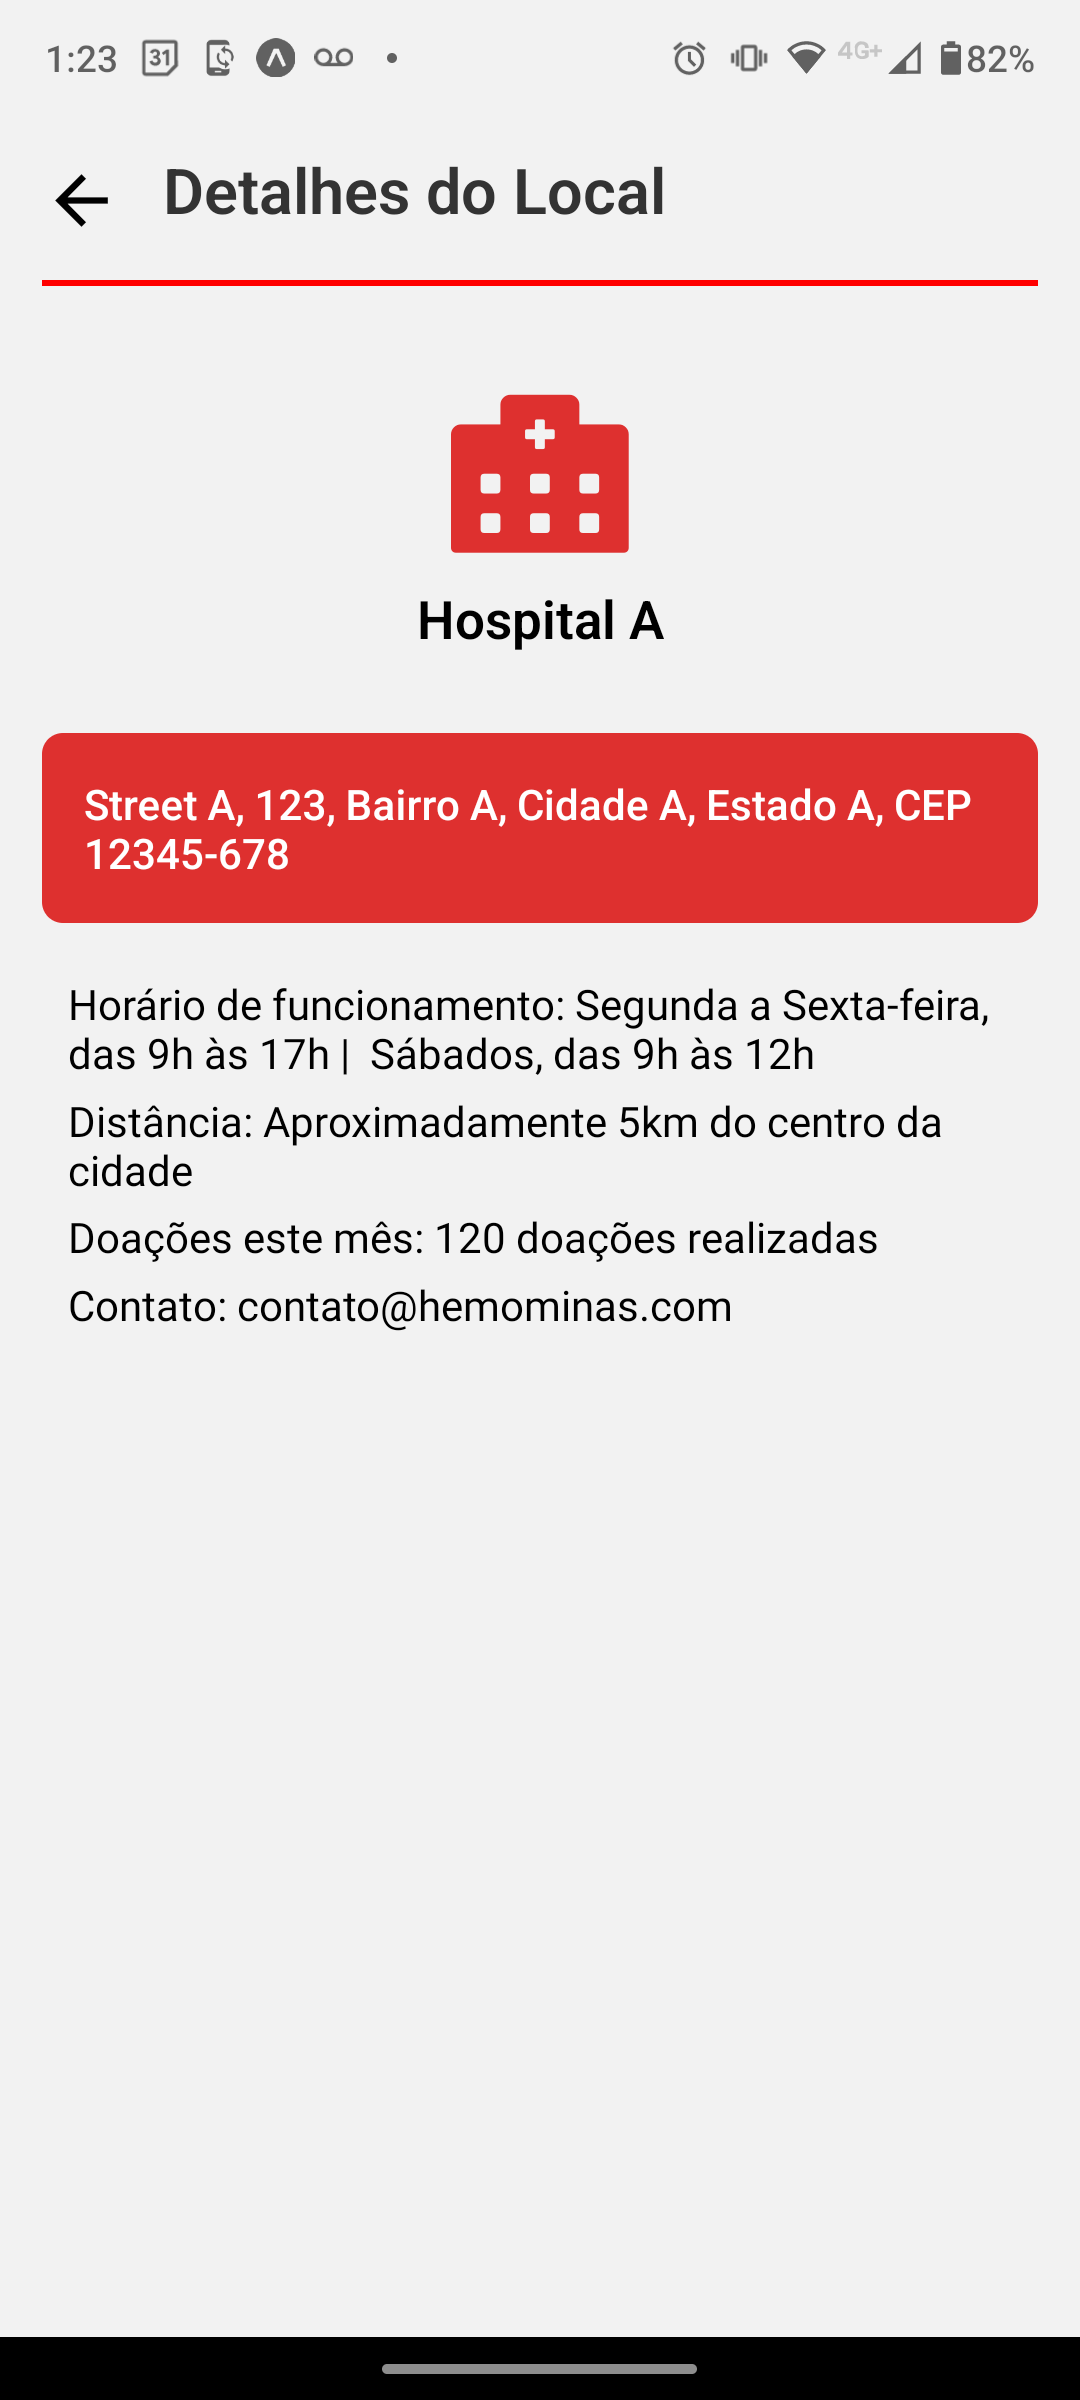 1:23 31 4G+ 82%
Detalhes do Local
Hospital A
Street A, 123, Bairro A, Cidade A, Estado A, CEP
12345-678
Horário de funcionamento: Segunda a Sexta-feira,
das 9h às 17h |  Sábados, das 9h às 12h
Distância: Aproximadamente 5km do centro da
cidade
Doações este mês: 120 doações realizadas
Contato: contato@hemominas.com